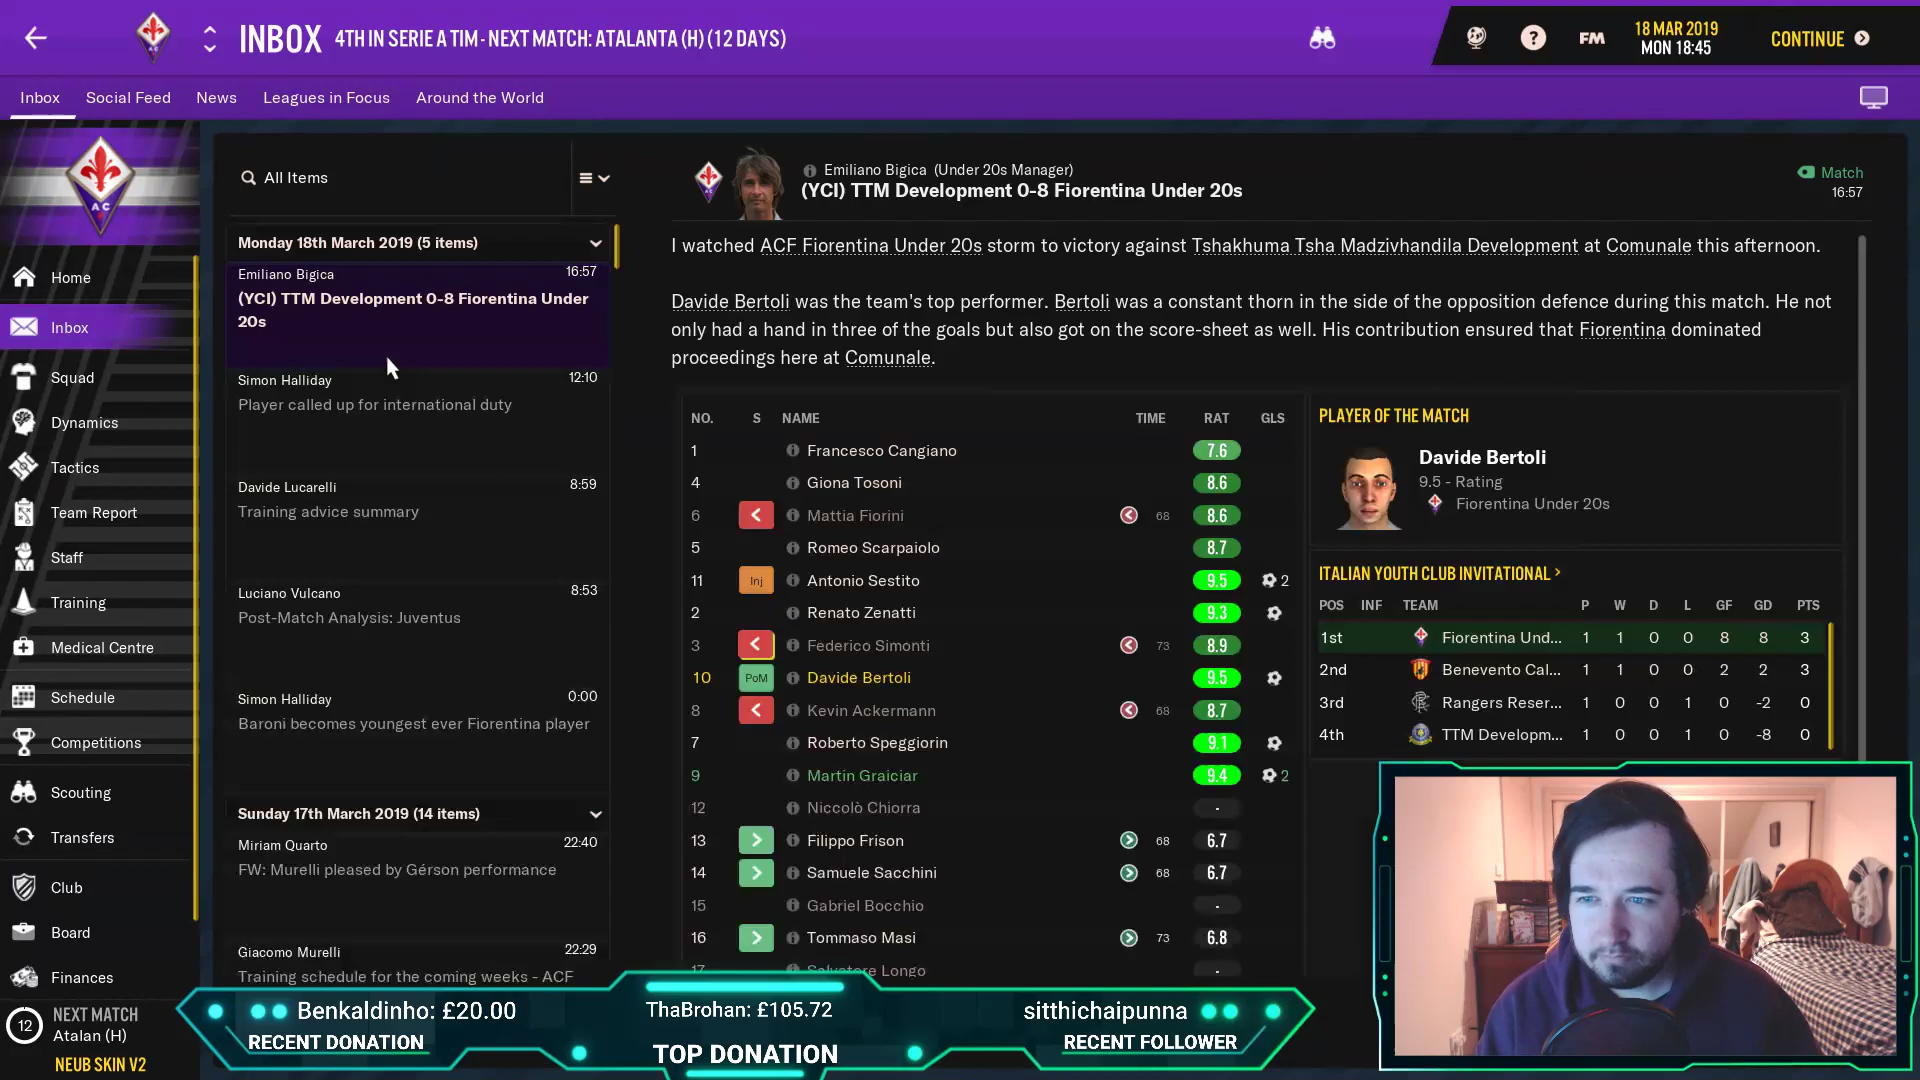 INBOX
4TH IN SERIE A TIM - NEXT MATCH: ATALANTA (H) (12 DAYS)
FM
18 MAR 2019
MON 18:45
CONTINUE
Inbox
Social Feed
News
Leagues in Focus
Around the World
Home
Inbox
Squad
Dynamics
Tactics
Team Report
Staff
Training
Medical Centre
Schedule
Competitions
Scouting
Transfers
Club
Board
Finances
12
NEXT MATCH
Atalan (H)
NEUB SKIN V2
All Items
Monday 18th March 2019 (5 items)
Emiliano Bigica 16:57
(YCI) TTM Development 0-8 Fiorentina Under
20s
Simon Halliday 12:10
Player called up for international duty
Davide Lucarelli 8:59
Training advice summary
Luciano Vulcano 8:53
Post-Match Analysis: Juventus
Simon Halliday 0:00
Baroni becomes youngest ever Fiorentina player
Sunday 17th March 2019 (14 items)
Miriam Quarto 22:40
FW: Murelli pleased by Gérson performance
Giacomo Murelli 22:29
Training schedule for the coming weeks - ACF
Emiliano Bigica (Under 20s Manager)
(YCI) TTM Development 0-8 Fiorentina Under 20s
Match
16:57
I watched ACF Fiorentina Under 20s storm to victory against Tshakhuma Tsha Madzivhandila Development at Comunale this afternoon.
Davide Bertoli was the team's top performer. Bertoli was a constant thorn in the side of the opposition defence during this match. He not
only had a hand in three of the goals but also got on the score-sheet as well. His contribution ensured that Fiorentina dominated
proceedings here at Comunale.
NO. S NAME TIME RAT GLS
1 Francesco Cangiano 7.6
4 Giona Tosoni 8.6
6 Mattia Fiorini 68 8.6
5 Romeo Scarpaiolo 8.7
11 Inj Antonio Sestito 9.5 2
2 Renato Zenatti 9.3
3 Federico Simonti 73 8.9
10 PoM Davide Bertoli 9.5
8 Kevin Ackermann 68 8.7
7 Roberto Speggiorin 9.1
9 Martin Graiciar 9.4 2
12 Niccolò Chiorra -
13 Filippo Frison 68 6.7
14 Samuele Sacchini 68 6.7
15 Gabriel Bocchio -
16 Tommaso Masi 73 6.8
17 Salvatore Longo -
PLAYER OF THE MATCH
Davide Bertoli
9.5 - Rating
Fiorentina Under 20s
ITALIAN YOUTH CLUB INVITATIONAL >
POS INF TEAM P W D L GF GD PTS
1st Fiorentina Und... 1 1 0 0 8 8 3
2nd Benevento Cal... 1 1 0 0 2 2 3
3rd Rangers Reser... 1 0 0 1 0 -2 0
4th TTM Developm... 1 0 0 1 0 -8 0
Benkaldinho: £20.00
RECENT DONATION
ThaBrohan: £105.72
TOP DONATION
sitthichaipunna
RECENT FOLLOWER